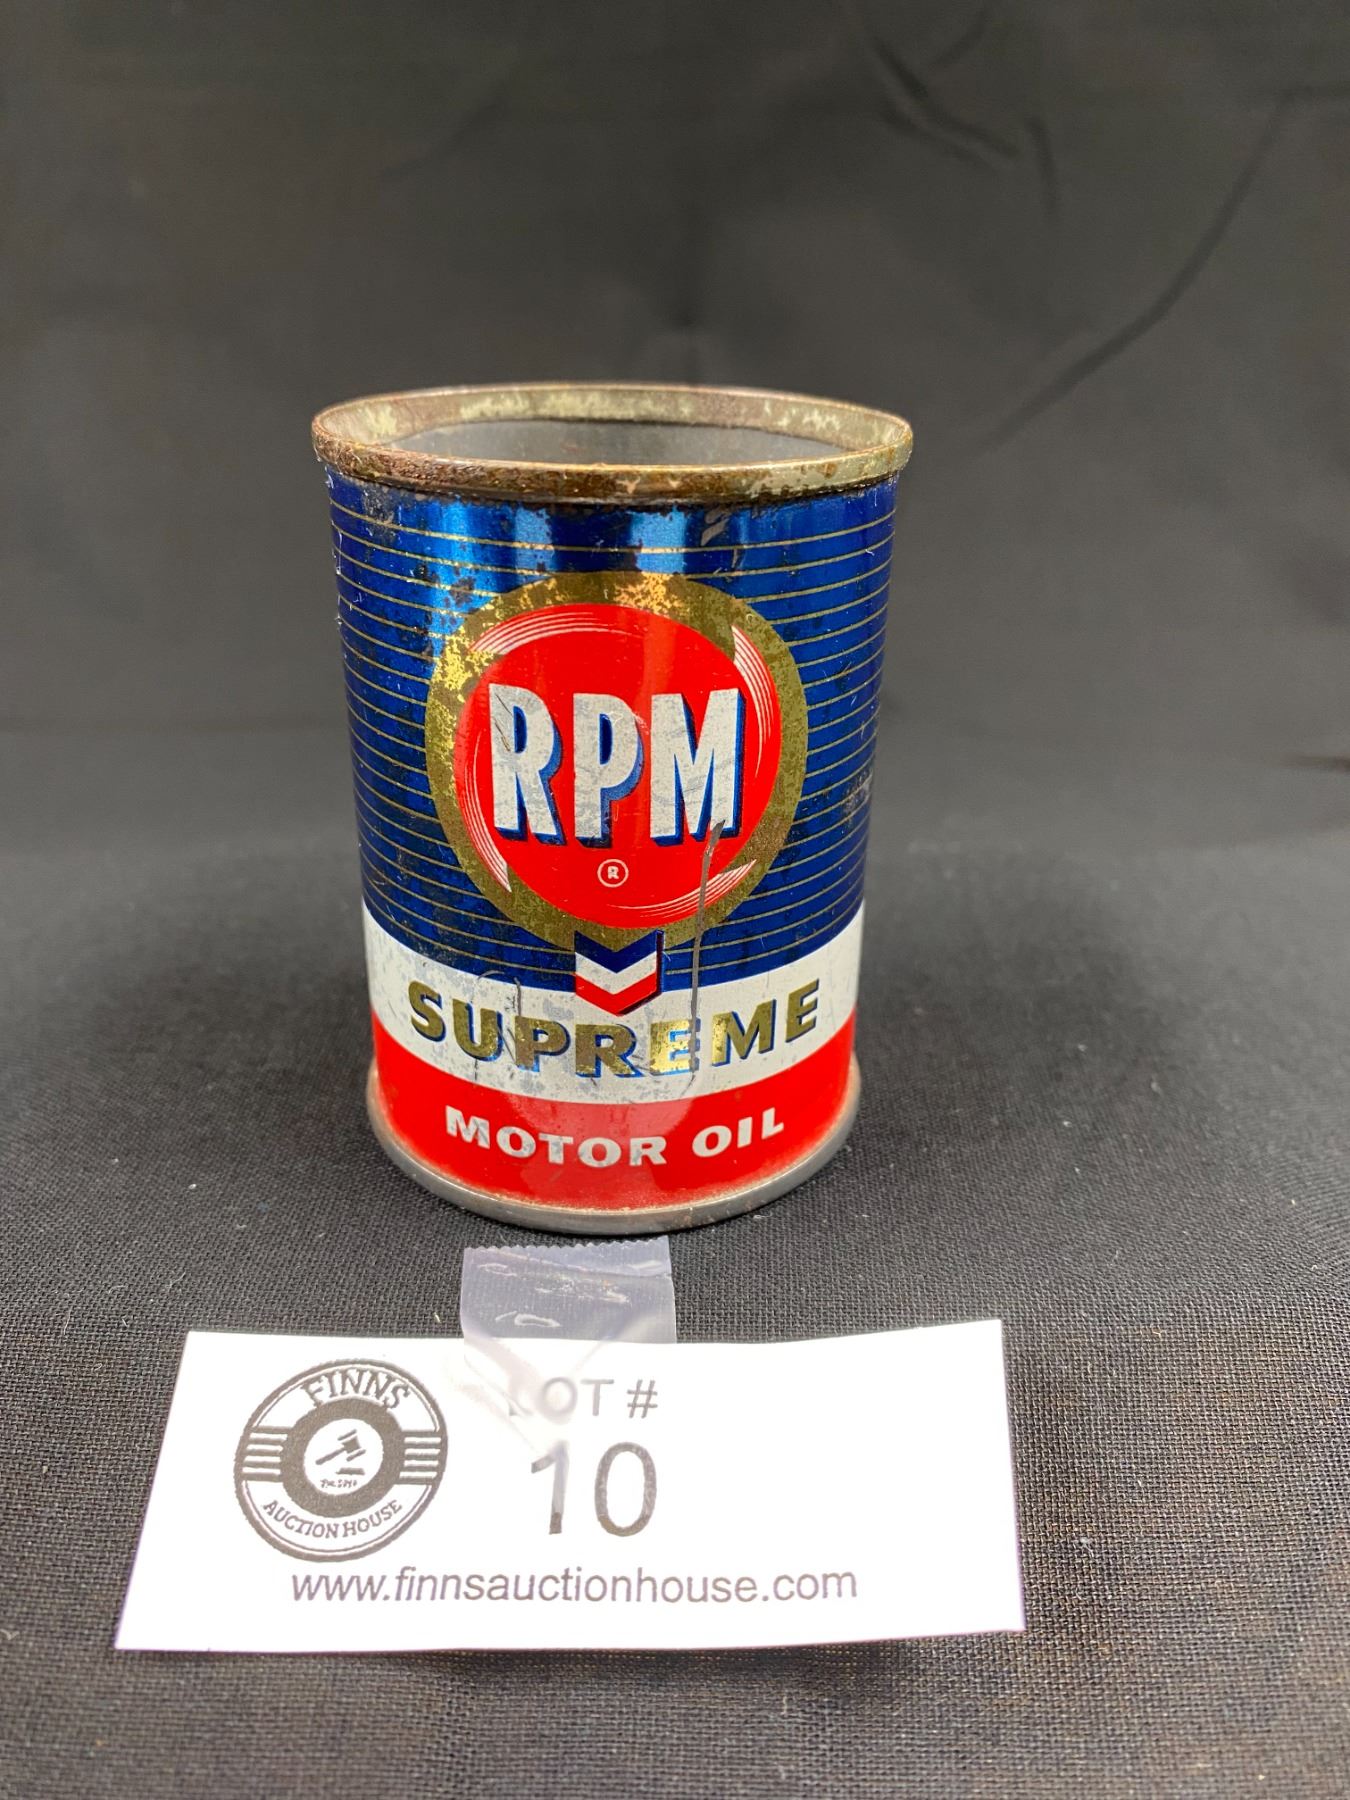 RPM
®
SUPREME
MOTOR OIL
FINNS
AUCTION HOUSE
LOT #
10
www.finnsauctionhouse.com